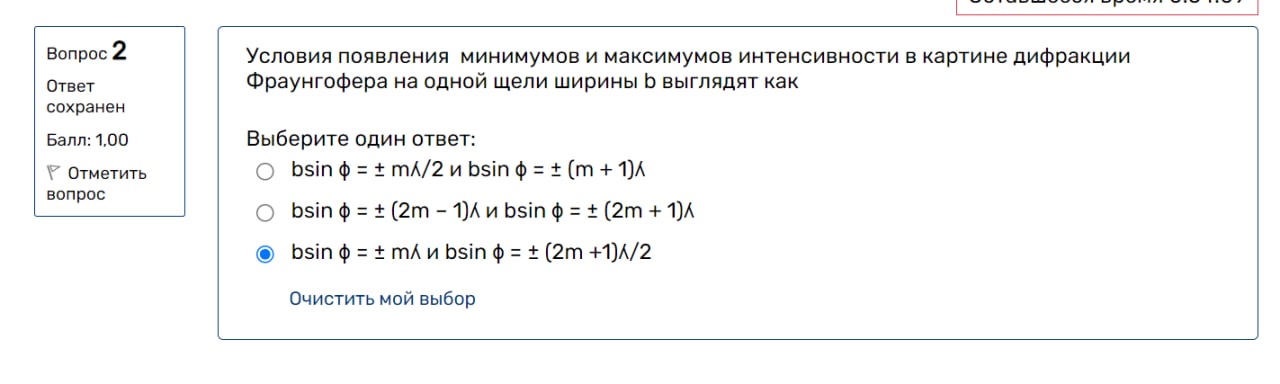 Вопрос 2
Ответ
сохранен
Балл: 1,00
Отметить
вопрос
Условия появления минимумов и максимумов интенсивности в картине дифракции
Фраунгофера на одной щели ширины b выглядят как
Выберите один ответ:
bsin ϕ = ± mʎ/2 и bsin ϕ = ± (m + 1)ʎ
bsin ϕ = ± (2m – 1)ʎ и bsin ϕ = ± (2m + 1)ʎ
bsin ϕ = ± mʎ и bsin ϕ = ± (2m +1)ʎ/2
Очистить мой выбор